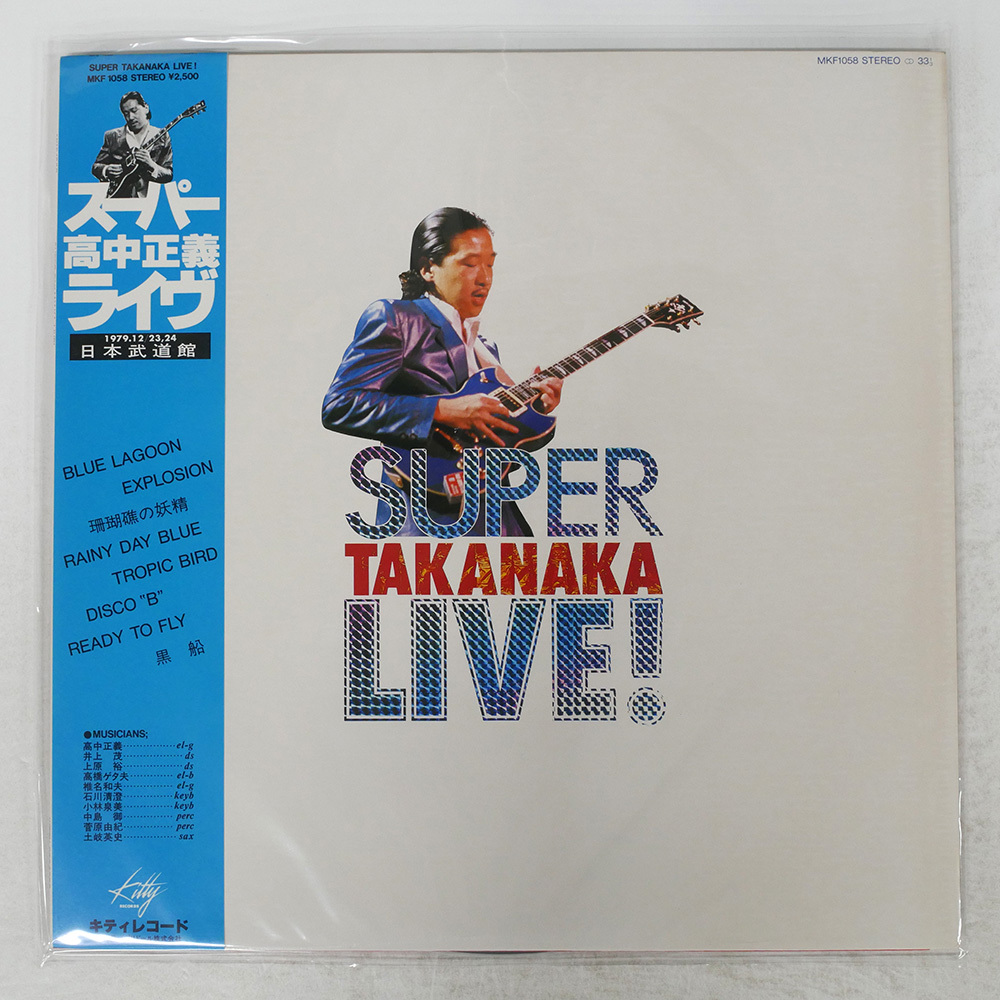 SUPER TAKANAKA LIVE!
MKF 1058 STEREO ¥2,500
スーパー
高中正義
ライヴ
1979.12/23,24
日本武道館
BLUE LAGOON
EXPLOSION
珊瑚礁の妖精
RAINY DAY BLUE
TROPIC BIRD
DISCO "B"
READY TO FLY
黒船
●MUSICIANS;
高中正義………………el-g
井上 茂………………ds
上原 裕………………ds
高橋ゲタ夫…………el-b
椎名和夫……………el-g
石川清澄……………keyb
小林泉美……………keyb
中島 御……………perc
菅原由紀……………perc
土岐英史……………sax
Kitty
RECORDS
キティレコード
MKF1058 STEREO 33⅓
SUPER
TAKANAKA
LIVE!